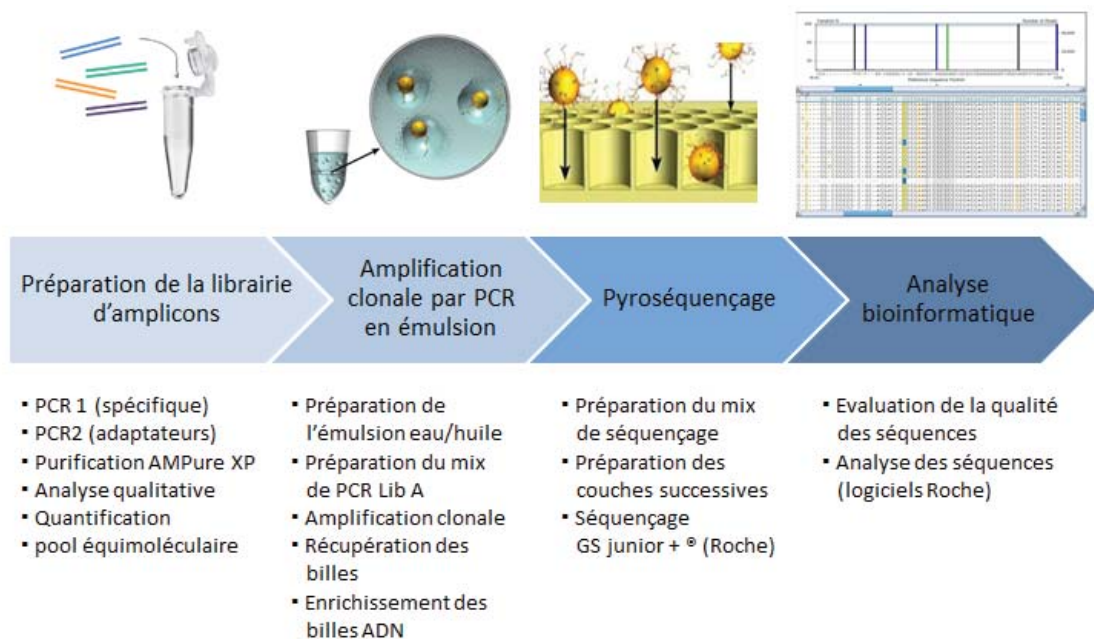 Préparation de la librairie
d’amplicons
Amplification
clonale par PCR
en émulsion
Pyroséquençage
Analyse
bioinformatique
▪ PCR 1 (spécifique)
▪ PCR2 (adaptateurs)
▪ Purification AMPure XP
▪ Analyse qualitative
▪ Quantification
▪ pool équimoléculaire
▪ Préparation de
l’émulsion eau/huile
▪ Préparation du mix
de PCR Lib A
▪ Amplification clonale
▪ Récupération des
billes
▪ Enrichissement des
billes ADN
▪ Préparation du mix
de séquençage
▪ Préparation des
couches successives
▪ Séquençage
GS junior + ® (Roche)
▪ Evaluation de la qualité
des séquences
▪ Analyse des séquences
(logiciels Roche)